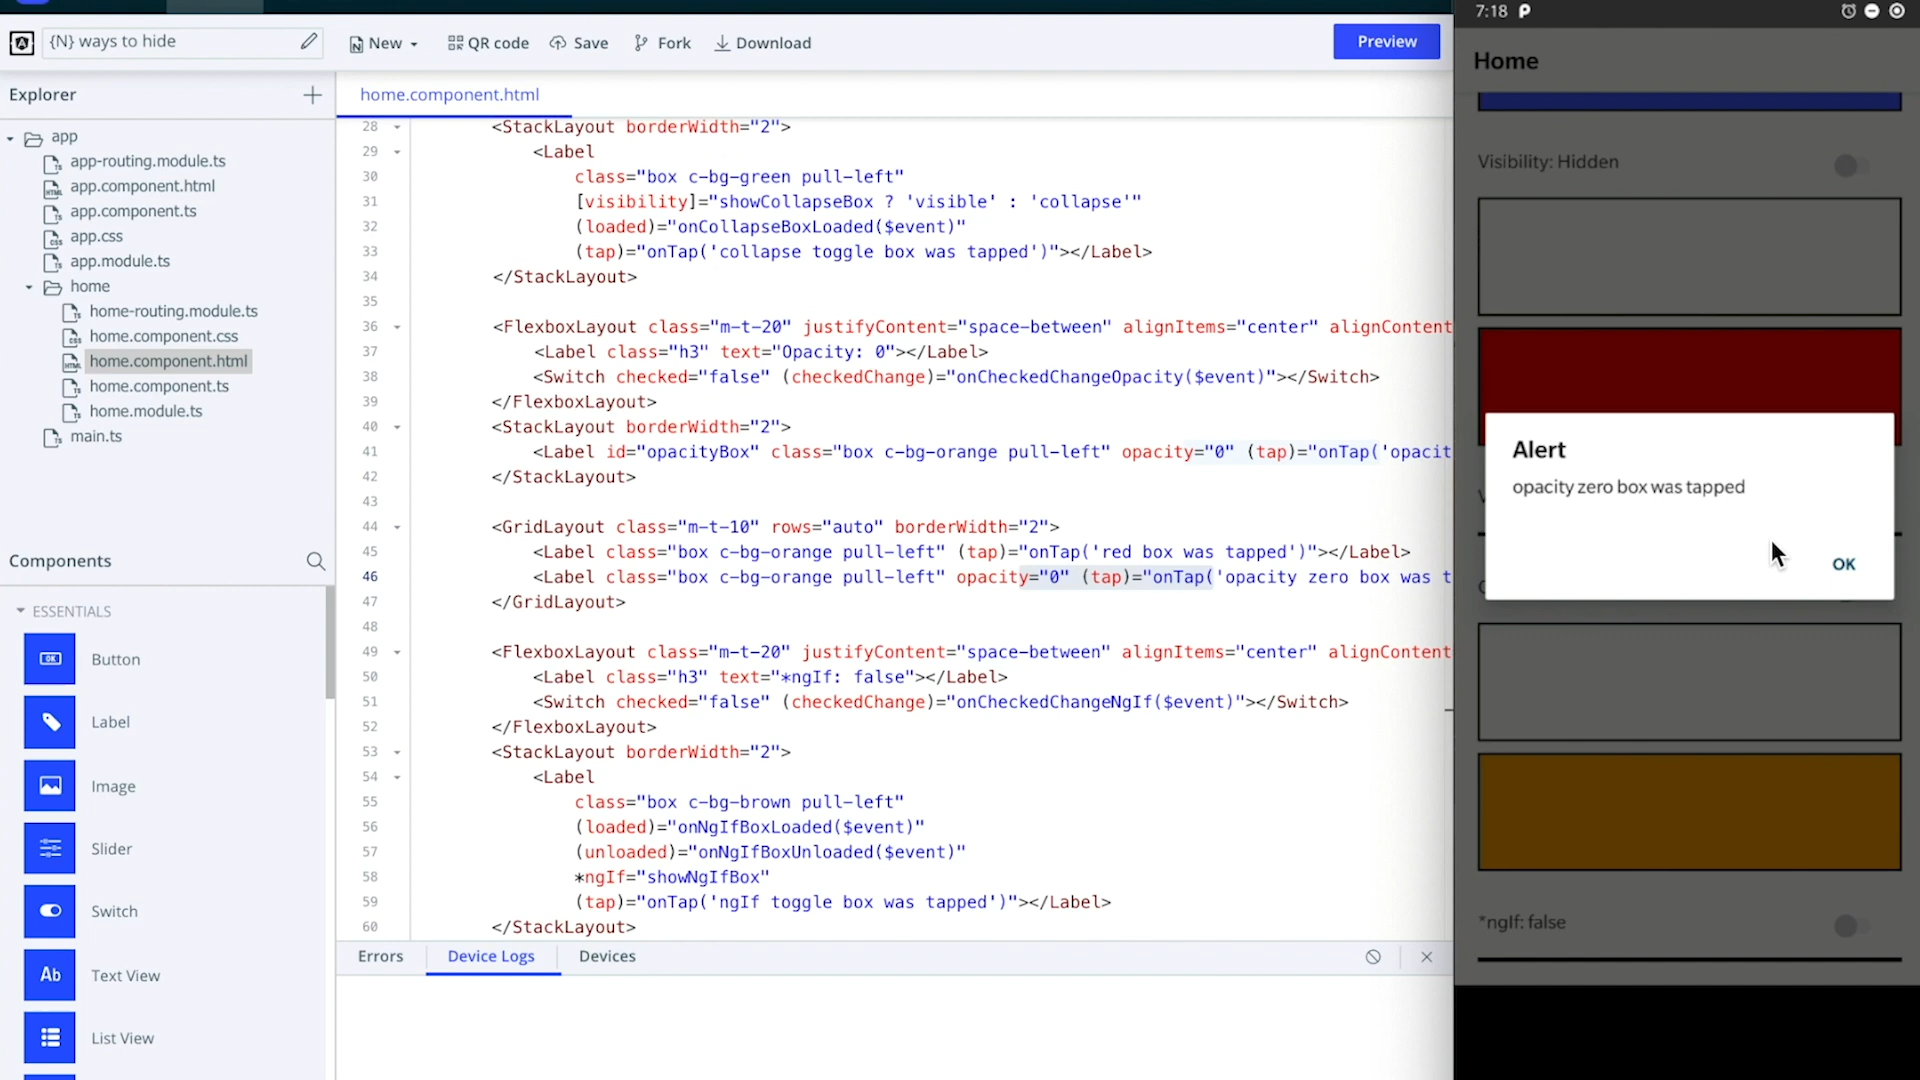 {N} ways to hide
New
QR code
Save
Fork
Download
Preview
Explorer
app
app-routing.module.ts
app.component.html
app.component.ts
app.css
app.module.ts
home
home-routing.module.ts
home.component.css
home.component.html
home.component.ts
home.module.ts
main.ts
Components
ESSENTIALS
OK
Button
Label
Image
Slider
Switch
Ab
Text View
List View
home.component.html
28 <StackLayout borderWidth="2">
29 <Label
30 class="box c-bg-green pull-left"
31 [visibility]="showCollapseBox ? 'visible' : 'collapse'"
32 (loaded)="onCollapseBoxLoaded($event)"
33 (tap)="onTap('collapse toggle box was tapped')"></Label>
34 </StackLayout>
35
36 <FlexboxLayout class="m-t-20" justifyContent="space-between" alignItems="center" alignContent
37 <Label class="h3" text="Opacity: 0"></Label>
38 <Switch checked="false" (checkedChange)="onCheckedChangeOpacity($event)"></Switch>
39 </FlexboxLayout>
40 <StackLayout borderWidth="2">
41 <Label id="opacityBox" class="box c-bg-orange pull-left" opacity="0" (tap)="onTap('opacit
42 </StackLayout>
43
44 <GridLayout class="m-t-10" rows="auto" borderWidth="2">
45 <Label class="box c-bg-orange pull-left" (tap)="onTap('red box was tapped')"></Label>
46 <Label class="box c-bg-orange pull-left" opacity="0" (tap)="onTap('opacity zero box was t
47 </GridLayout>
48
49 <FlexboxLayout class="m-t-20" justifyContent="space-between" alignItems="center" alignContent
50 <Label class="h3" text="*ngIf: false"></Label>
51 <Switch checked="false" (checkedChange)="onCheckedChangeNgIf($event)"></Switch>
52 </FlexboxLayout>
53 <StackLayout borderWidth="2">
54 <Label
55 class="box c-bg-brown pull-left"
56 (loaded)="onNgIfBoxLoaded($event)"
57 (unloaded)="onNgIfBoxUnloaded($event)"
58 *ngIf="showNgIfBox"
59 (tap)="onTap('ngIf toggle box was tapped')"></Label>
60 </StackLayout>
Errors
Device Logs
Devices
7:18
Home
Visibility: Hidden
Alert
opacity zero box was tapped
OK
*ngIf: false